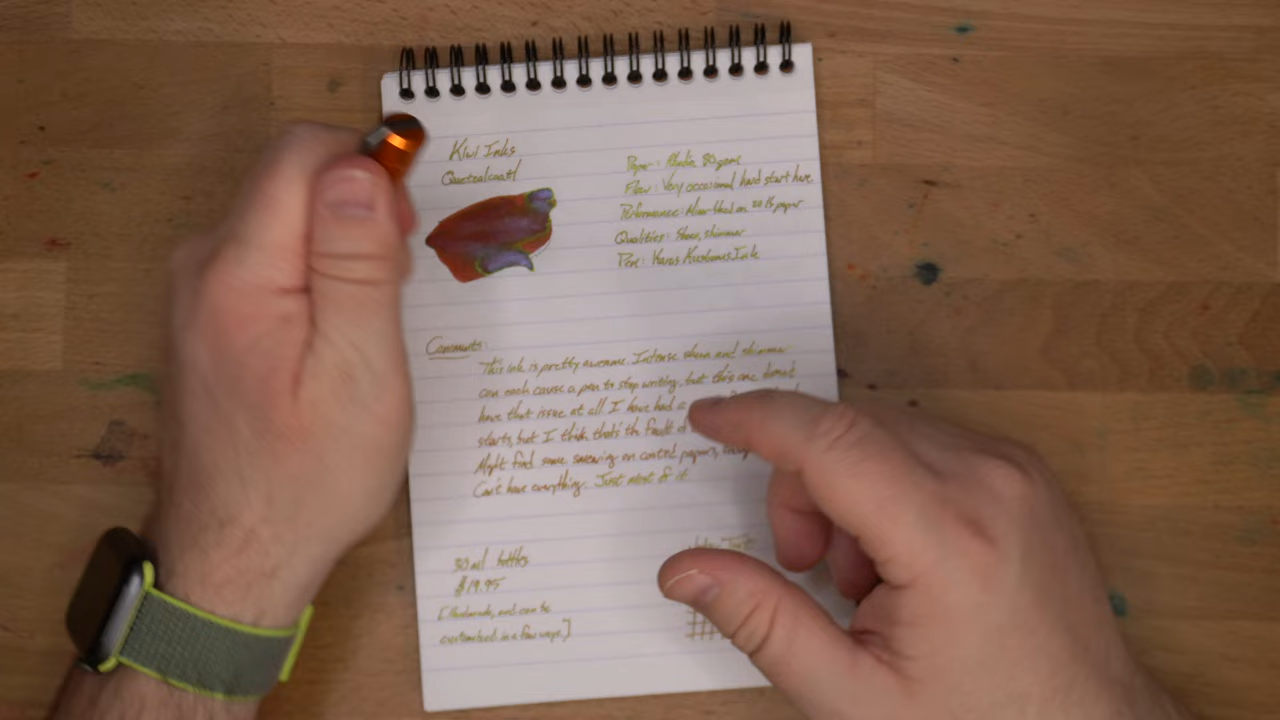 Kiwi Inks
Quetzalcoatl
Paper: Rhodia 80 gsm
Flow: Very occasional hard start here.
Performance: Near-bleed on 20 lb paper
Qualities: Sheen, shimmer
Pen: Karas Kustoms Ink
Comments:
This ink is pretty awesome. Intense sheen and shimmer
can each cause a pen to stop writing, but this one doesn't
have that issue at all. I have had a
starts, but I think that's the fault of
Might find some smearing on coated papers,
Can't have everything. Just most of it.
30 ml bottles
$19.95
[Handmade, and can be
customized in a few ways.]